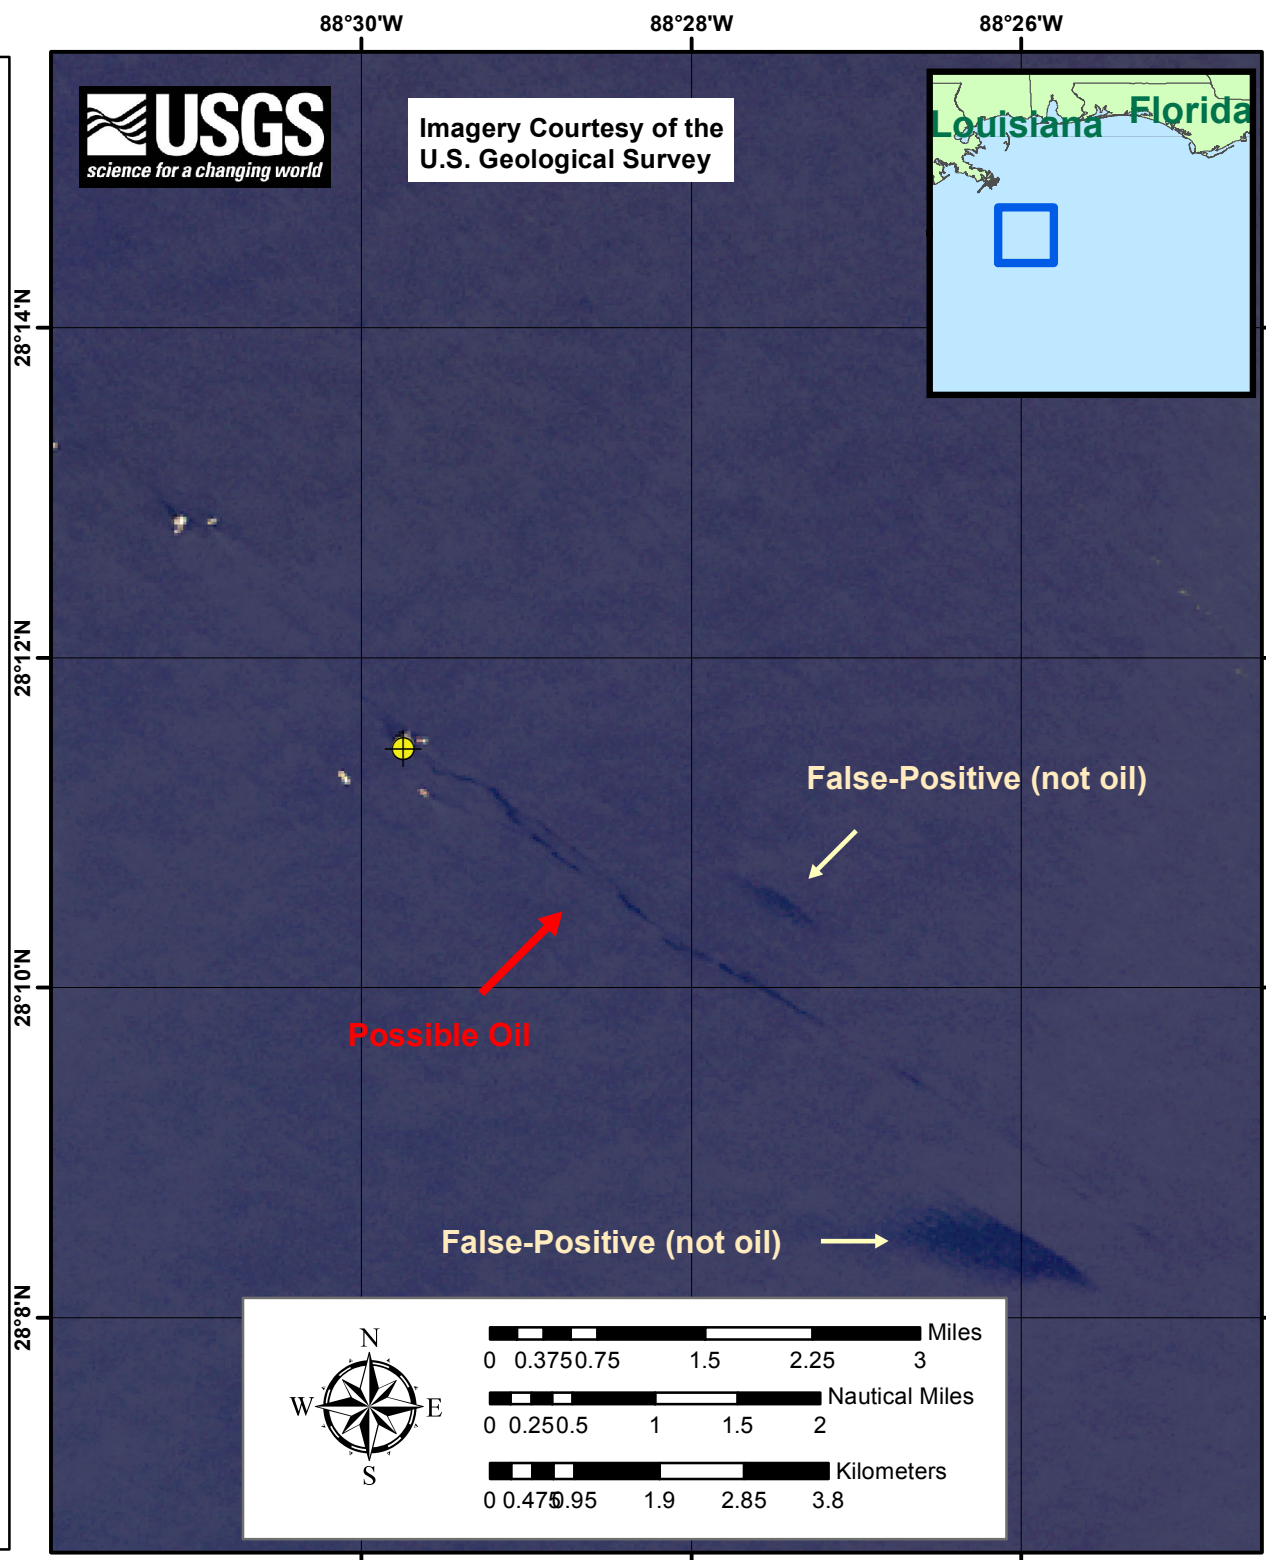 88°30'W
88°28'W
88°26'W
USGS
science for a changing world
Imagery Courtesy of the
U.S. Geological Survey
Louisiana
Florida
28°14'N
28°12'N
28°10'N
28°8'N
False-Positive (not oil)
Possible Oil
False-Positive (not oil)
N
W
E
S
Miles
0 0.375 0.75 1.5 2.25 3
Nautical Miles
0 0.25 0.5 1 1.5 2
Kilometers
0 0.475 0.95 1.9 2.85 3.8